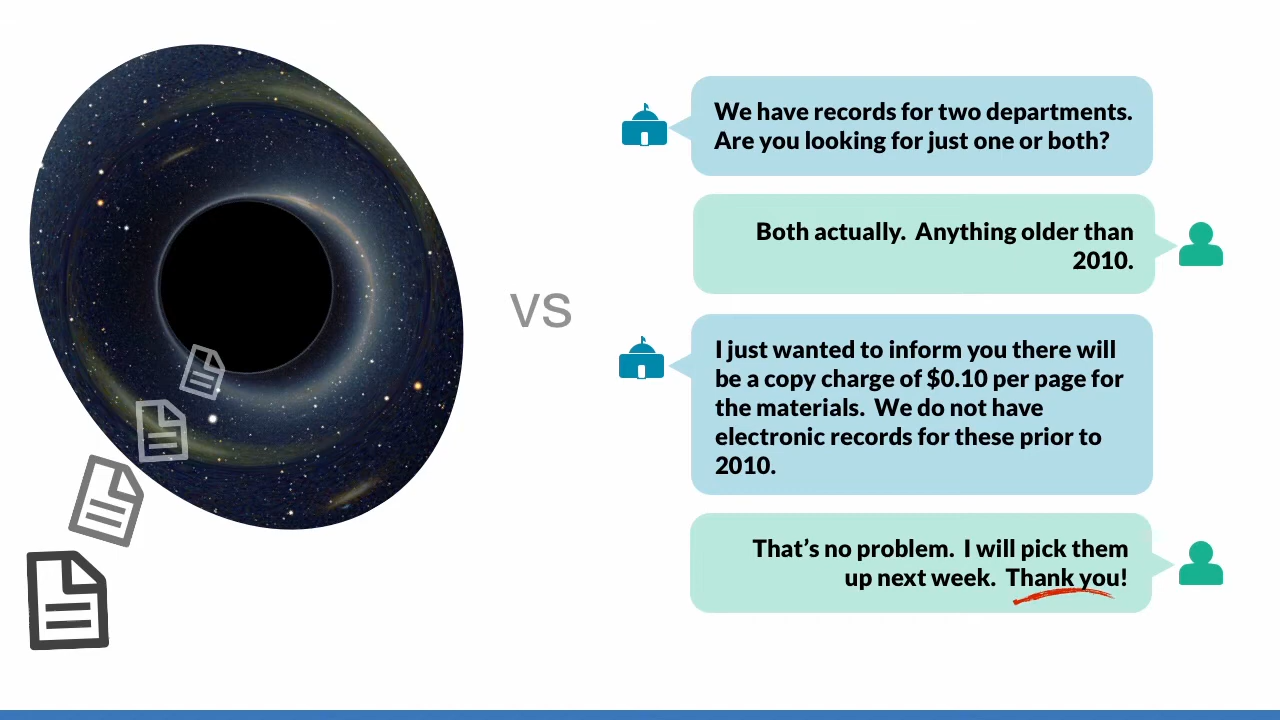 vs
We have records for two departments.
Are you looking for just one or both?
Both actually.  Anything older than
2010.
I just wanted to inform you there will
be a copy charge of $0.10 per page for
the materials.  We do not have
electronic records for these prior to
2010.
That’s no problem.  I will pick them
up next week.  Thank you!